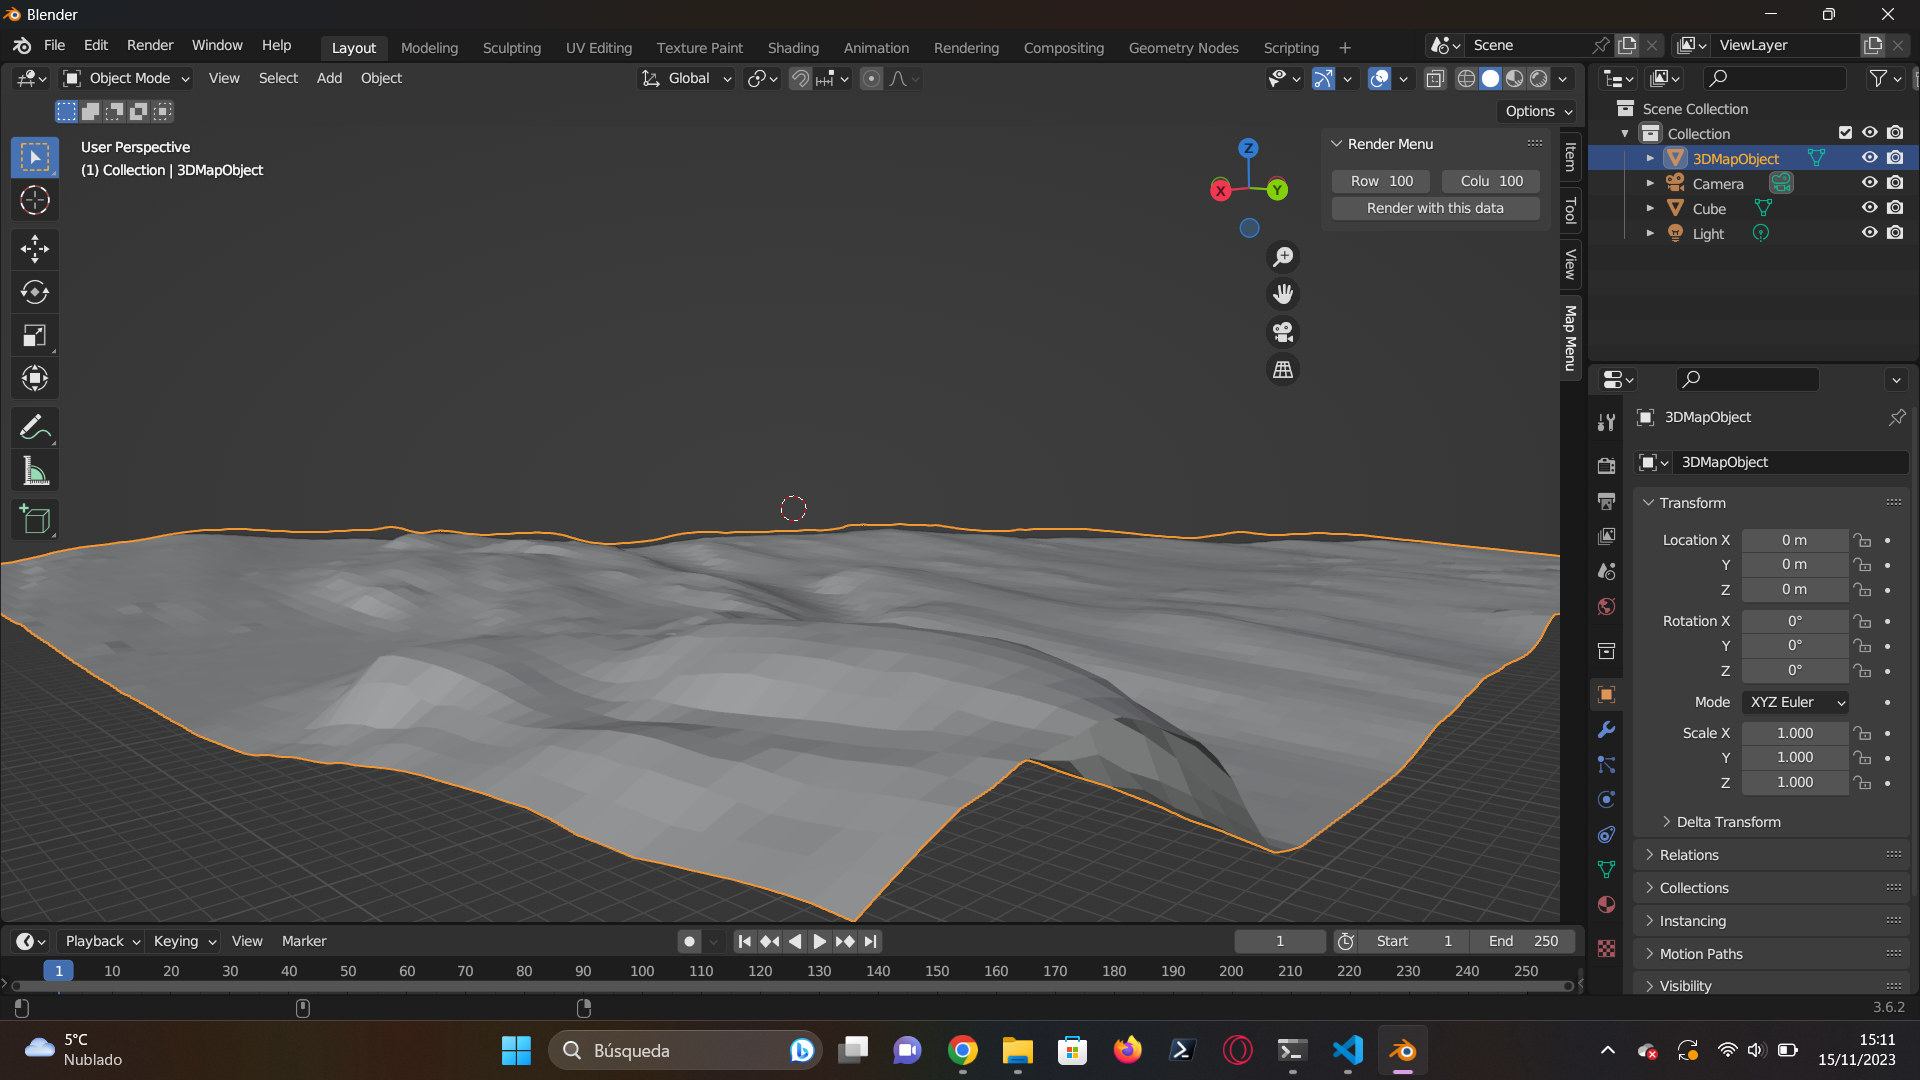 Blender
File Edit Render Window Help
Layout Modeling Sculpting UV Editing Texture Paint Shading Animation Rendering Compositing Geometry Nodes Scripting +
Scene
ViewLayer
Object Mode View Select Add Object
Global
Options
User Perspective
(1) Collection | 3DMapObject
Z
X
Y
Render Menu
Row 100
Colu 100
Render with this data
Item
Tool
View
Map Menu
Scene Collection
Collection
3DMapObject
Camera
Cube
Light
3DMapObject
3DMapObject
Transform
Location X 0 m
Y 0 m
Z 0 m
Rotation X 0°
Y 0°
Z 0°
Mode XYZ Euler
Scale X 1.000
Y 1.000
Z 1.000
Delta Transform
Relations
Collections
Instancing
Motion Paths
Visibility
Playback Keying View Marker
1
Start 1
End 250
1 10 20 30 40 50 60 70 80 90 100 110 120 130 140 150 160 170 180 190 200 210 220 230 240 250
3.6.2
5°C
Nublado
Búsqueda
15:11
15/11/2023